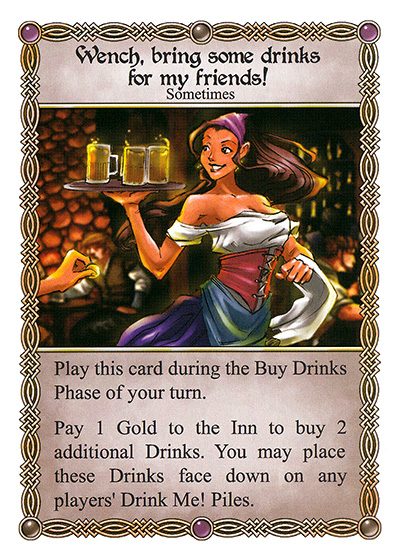 Wench, bring some drinks
for my friends!
Sometimes
Play this card during the Buy Drinks
Phase of your turn.
Pay 1 Gold to the Inn to buy 2
additional Drinks. You may place
these Drinks face down on any
players' Drink Me! Piles.